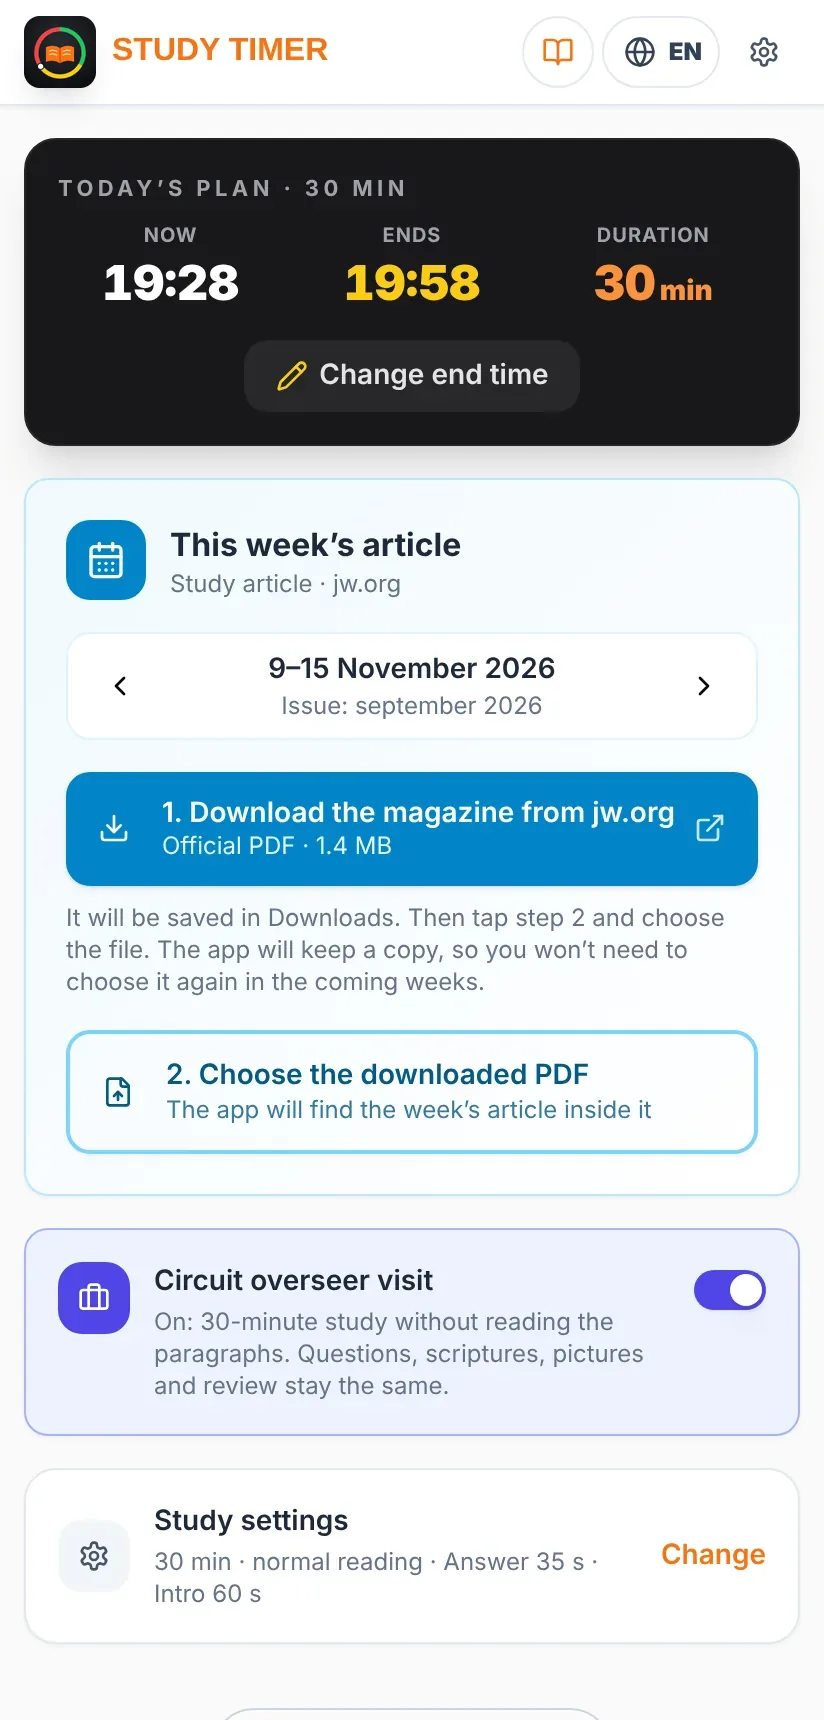 STUDY TIMER
EN
TODAY’S PLAN · 30 MIN
NOW
19:28
ENDS
19:58
DURATION
30 min
Change end time
This week’s article
Study article · jw.org
9–15 November 2026
Issue: september 2026
1. Download the magazine from jw.org
Official PDF · 1.4 MB
It will be saved in Downloads. Then tap step 2 and choose
the file. The app will keep a copy, so you won’t need to
choose it again in the coming weeks.
2. Choose the downloaded PDF
The app will find the week’s article inside it
Circuit overseer visit
On: 30-minute study without reading the
paragraphs. Questions, scriptures, pictures
and review stay the same.
Study settings
30 min · normal reading · Answer 35 s ·
Intro 60 s
Change